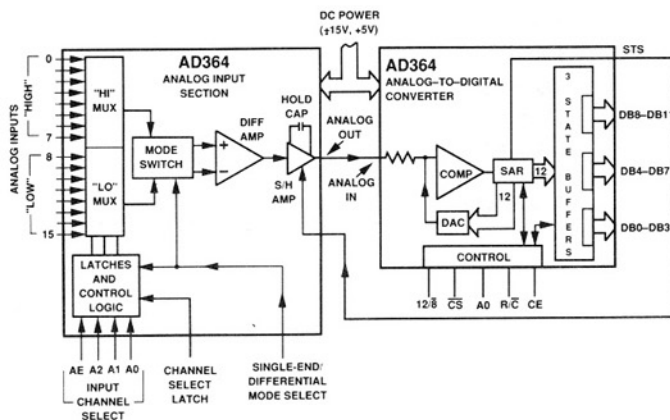 DC POWER
(±15V, +5V)
STS
AD364
ANALOG INPUT
SECTION
AD364
ANALOG–TO–DIGITAL
CONVERTER
ANALOG INPUTS
"HIGH"
"LOW"
0
7
8
15
"HI"
MUX
"LO"
MUX
MODE
SWITCH
DIFF
AMP
+
−
HOLD
CAP
S/H
AMP
ANALOG
OUT
ANALOG
IN
COMP
SAR
12
12
DAC
3 STATE BUFFERS
DB8–DB11
DB4–DB7
DB0–DB3
CONTROL
12/8̅
C̅S̅
A0
R/C̅
CE
LATCHES
AND
CONTROL
LOGIC
AE A2 A1 A0
INPUT
CHANNEL
SELECT
CHANNEL
SELECT
LATCH
SINGLE-END/
DIFFERENTIAL
MODE SELECT